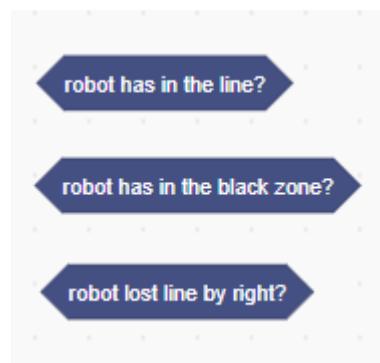 robot has in the line?
robot has in the black zone?
robot lost line by right?